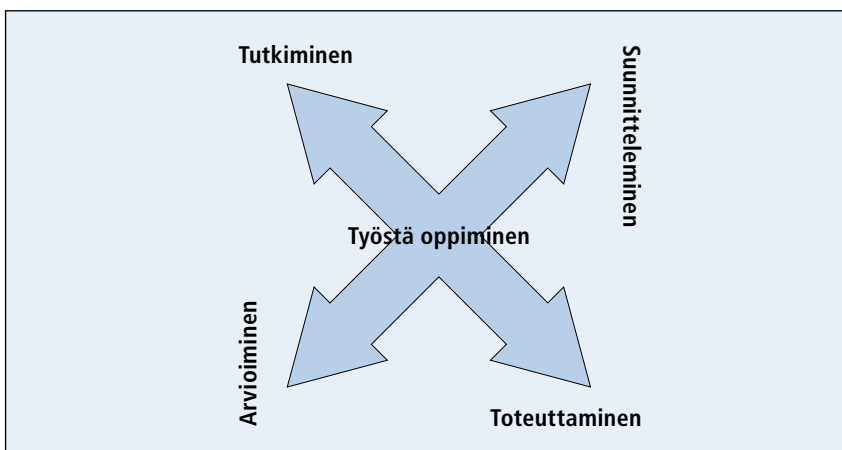 Tutkiminen
Suunnitteleminen
Työstä oppiminen
Arvioiminen
Toteuttaminen